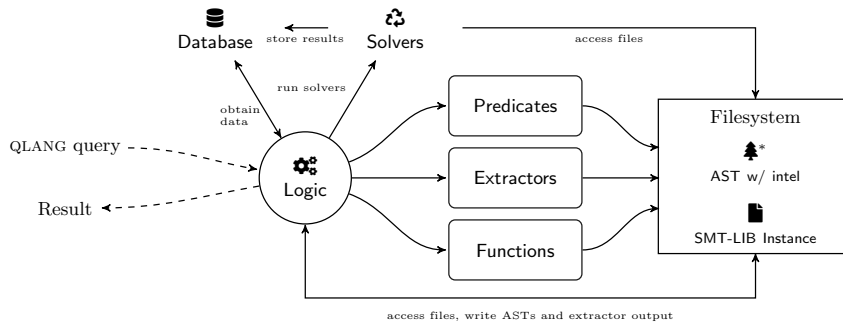 Database
store results
Solvers
access files
run solvers
obtain
data
Predicates
Filesystem
*
QLANG query
AST w/ intel
Logic
Extractors
Result
SMT-LIB Instance
Functions
access files, write ASTs and extractor output